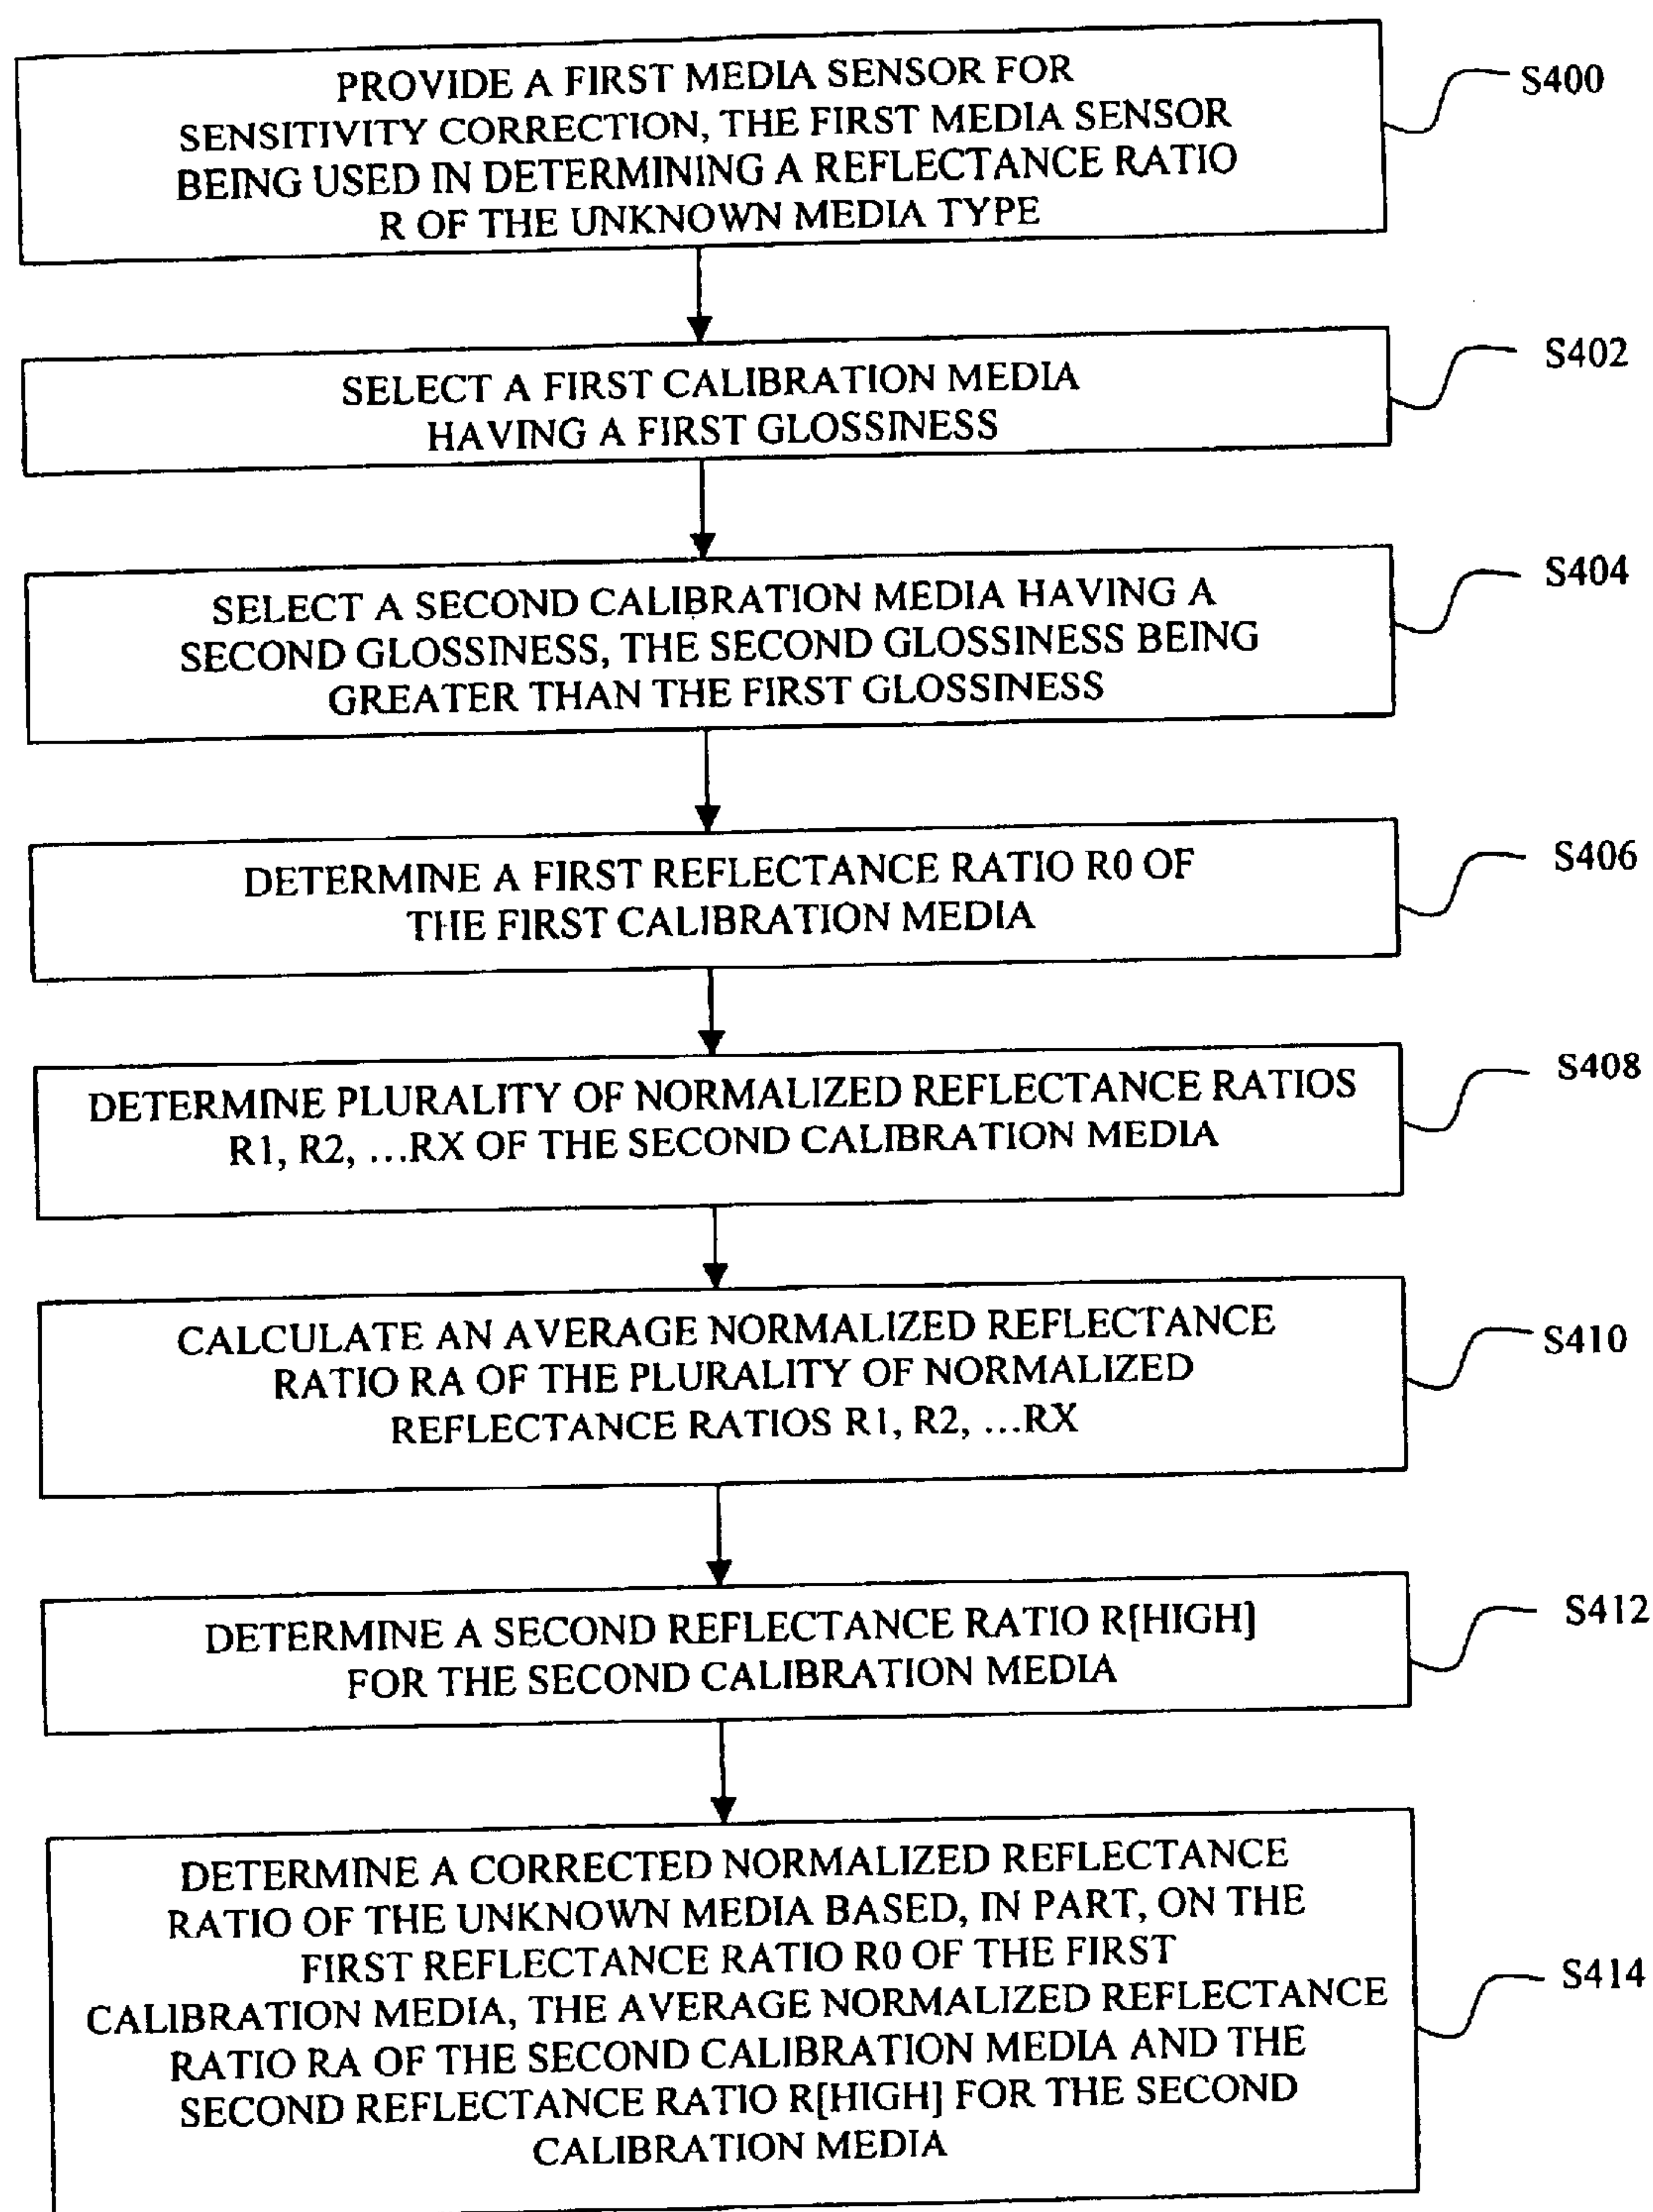 PROVIDE A FIRST MEDIA SENSOR FOR
SENSITIVITY CORRECTION, THE FIRST MEDIA SENSOR
BEING USED IN DETERMINING A REFLECTANCE RATIO
R OF THE UNKNOWN MEDIA TYPE
S400
SELECT A FIRST CALIBRATION MEDIA
HAVING A FIRST GLOSSINESS
S402
SELECT A SECOND CALIBRATION MEDIA HAVING A
SECOND GLOSSINESS, THE SECOND GLOSSINESS BEING
GREATER THAN THE FIRST GLOSSINESS
S404
DETERMINE A FIRST REFLECTANCE RATIO R0 OF
THE FIRST CALIBRATION MEDIA
S406
DETERMINE PLURALITY OF NORMALIZED REFLECTANCE RATIOS
R1, R2, ...RX OF THE SECOND CALIBRATION MEDIA
S408
CALCULATE AN AVERAGE NORMALIZED REFLECTANCE
RATIO RA OF THE PLURALITY OF NORMALIZED
REFLECTANCE RATIOS R1, R2, ...RX
S410
DETERMINE A SECOND REFLECTANCE RATIO R[HIGH]
FOR THE SECOND CALIBRATION MEDIA
S412
DETERMINE A CORRECTED NORMALIZED REFLECTANCE
RATIO OF THE UNKNOWN MEDIA BASED, IN PART, ON THE
FIRST REFLECTANCE RATIO R0 OF THE FIRST
CALIBRATION MEDIA, THE AVERAGE NORMALIZED REFLECTANCE
RATIO RA OF THE SECOND CALIBRATION MEDIA AND THE
SECOND REFLECTANCE RATIO R[HIGH] FOR THE SECOND
CALIBRATION MEDIA
S414